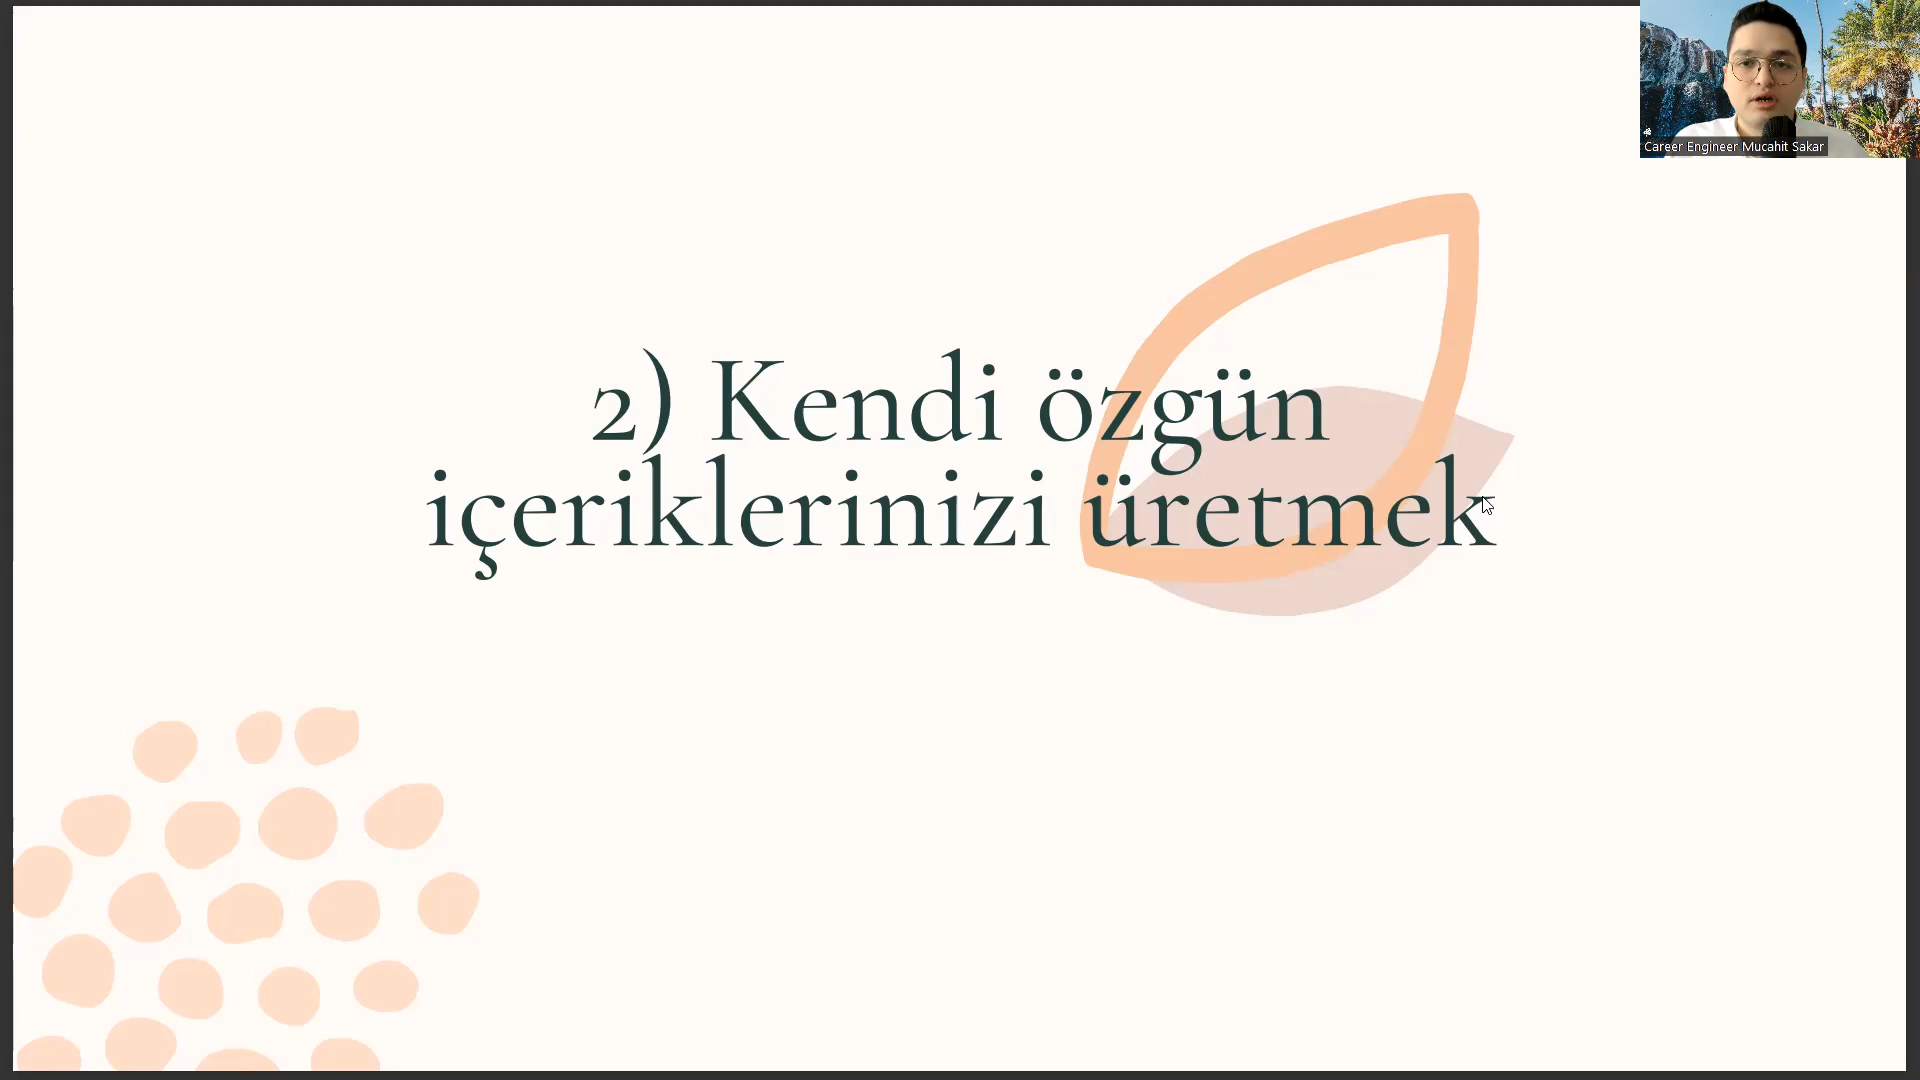 Career Engineer Mucahit Sakar
2) Kendi özgün
içeriklerinizi üretmek